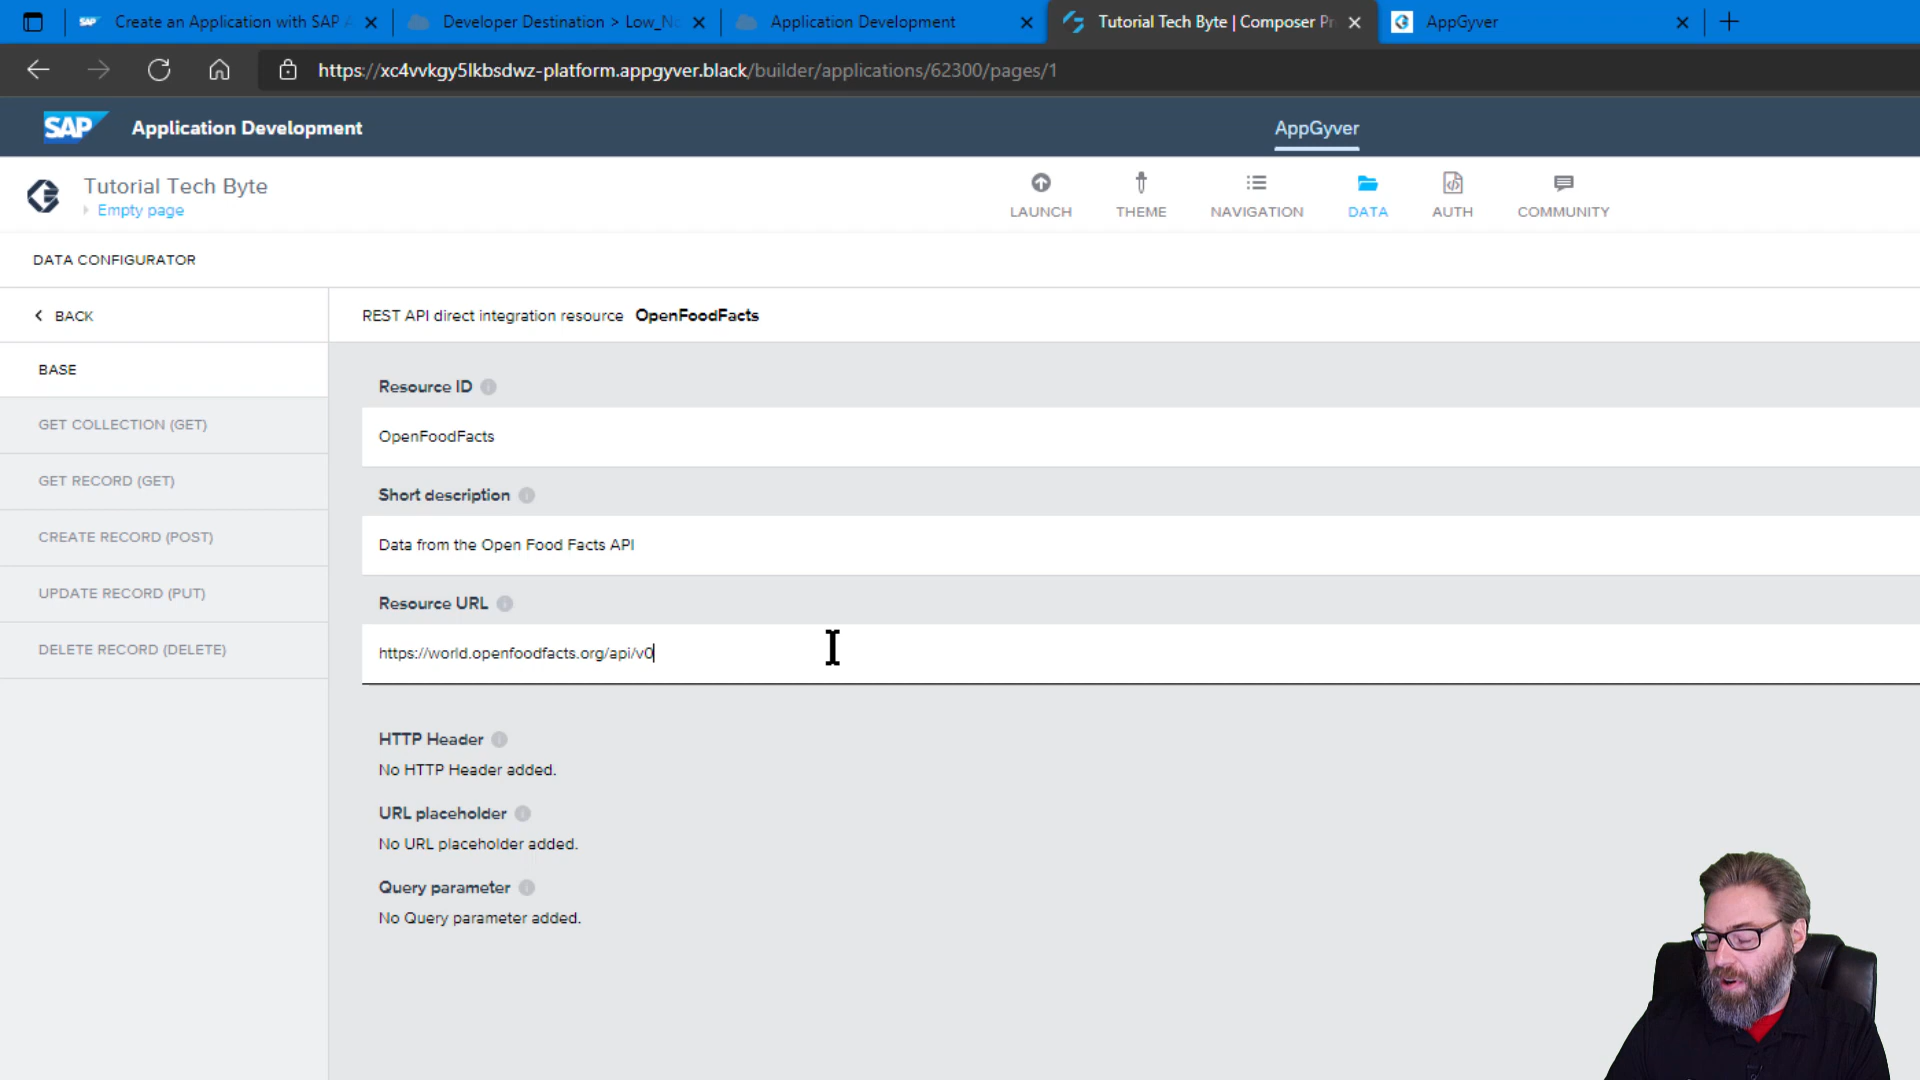 Create an Application with SAP A
Developer Destination > Low_No
Application Development
Tutorial Tech Byte | Composer Pr
AppGyver
https://xc4vvkgy5lkbsdwz-platform.appgyver.black/builder/applications/62300/pages/1
SAP Application Development
AppGyver
Tutorial Tech Byte
Empty page
LAUNCH
THEME
NAVIGATION
DATA
AUTH
COMMUNITY
DATA CONFIGURATOR
BACK
REST API direct integration resource OpenFoodFacts
BASE
GET COLLECTION (GET)
GET RECORD (GET)
CREATE RECORD (POST)
UPDATE RECORD (PUT)
DELETE RECORD (DELETE)
Resource ID
OpenFoodFacts
Short description
Data from the Open Food Facts API
Resource URL
https://world.openfoodfacts.org/api/v0
HTTP Header
No HTTP Header added.
URL placeholder
No URL placeholder added.
Query parameter
No Query parameter added.